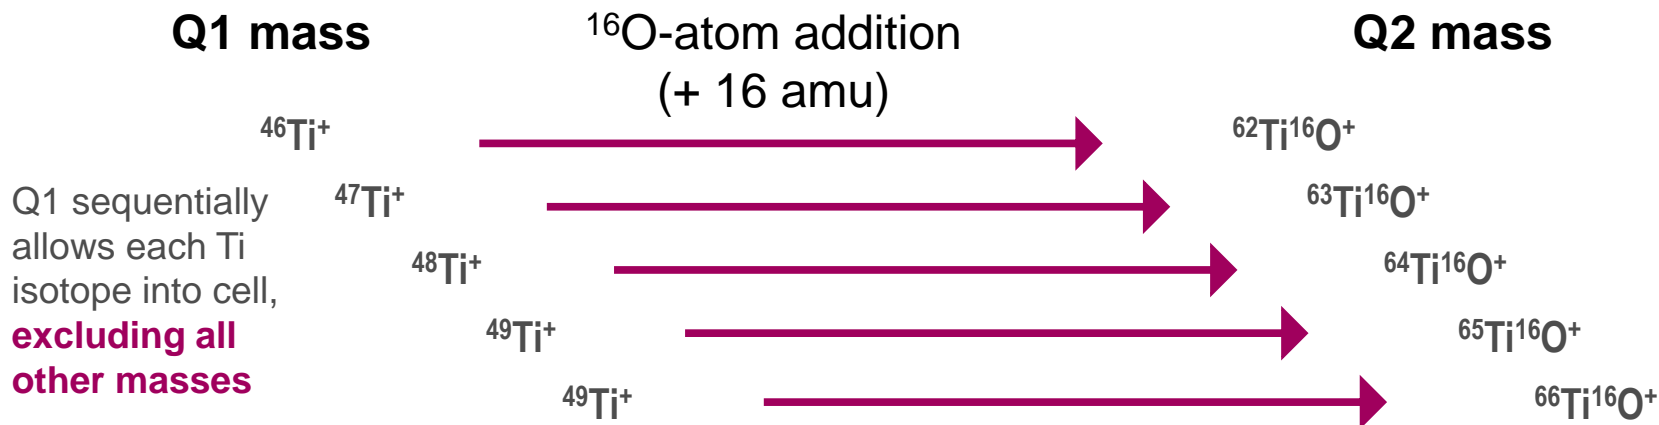 Q1 mass
¹⁶O-atom addition
(+ 16 amu)
Q2 mass
⁴⁶Ti⁺
⁶²Ti¹⁶O⁺
Q1 sequentially
allows each Ti
isotope into cell,
excluding all
other masses
⁴⁷Ti⁺
⁶³Ti¹⁶O⁺
⁴⁸Ti⁺
⁶⁴Ti¹⁶O⁺
⁴⁹Ti⁺
⁶⁵Ti¹⁶O⁺
⁴⁹Ti⁺
⁶⁶Ti¹⁶O⁺